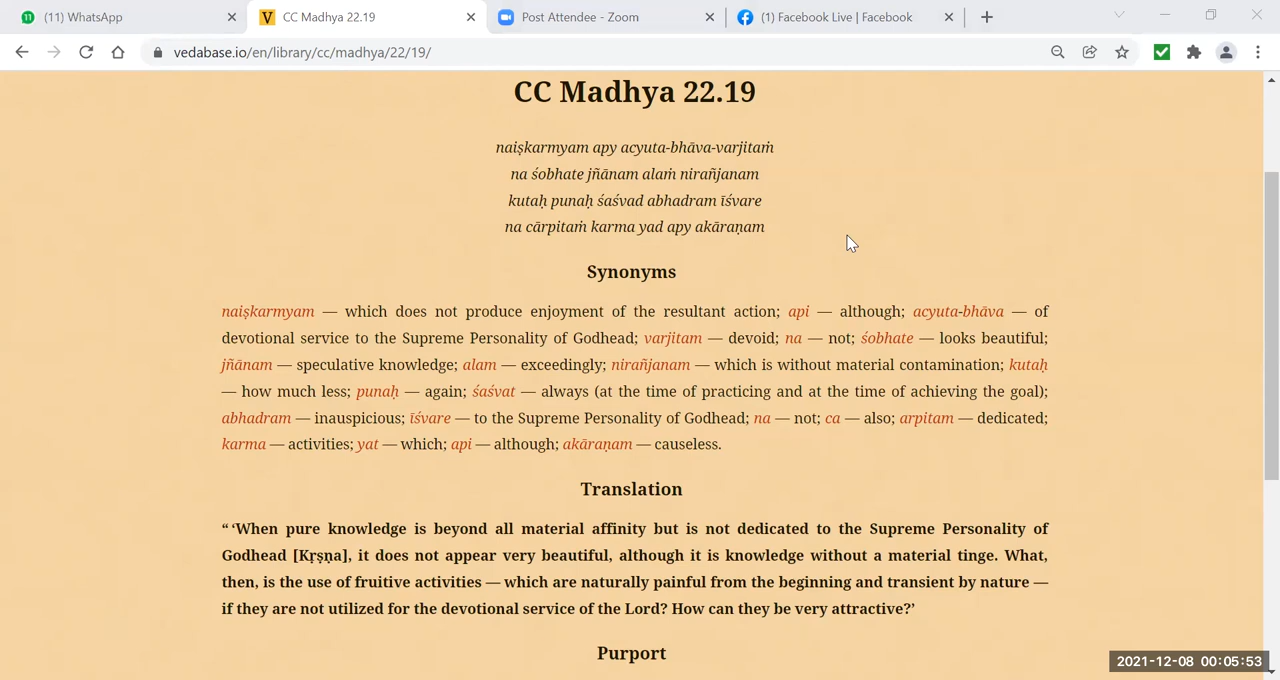 11 (11) WhatsApp
V CC Madhya 22.19
Post Attendee - Zoom
(1) Facebook Live | Facebook
vedabase.io/en/library/cc/madhya/22/19/
CC Madhya 22.19
naiṣkarmyam apy acyuta-bhāva-varjitaṁ
na śobhate jñānam alaṁ nirañjanam
kutaḥ punaḥ śaśvad abhadram īśvare
na cārpitaṁ karma yad apy akāraṇam
Synonyms
naiṣkarmyam — which does not produce enjoyment of the resultant action; api — although; acyuta-bhāva — of
devotional service to the Supreme Personality of Godhead; varjitam — devoid; na — not; śobhate — looks beautiful;
jñānam — speculative knowledge; alam — exceedingly; nirañjanam — which is without material contamination; kutaḥ
— how much less; punaḥ — again; śaśvat — always (at the time of practicing and at the time of achieving the goal);
abhadram — inauspicious; īśvare — to the Supreme Personality of Godhead; na — not; ca — also; arpitam — dedicated;
karma — activities; yat — which; api — although; akāraṇam — causeless.
Translation
“ ‘When pure knowledge is beyond all material affinity but is not dedicated to the Supreme Personality of
Godhead [Kṛṣṇa], it does not appear very beautiful, although it is knowledge without a material tinge. What,
then, is the use of fruitive activities — which are naturally painful from the beginning and transient by nature —
if they are not utilized for the devotional service of the Lord? How can they be very attractive?’
Purport
2021-12-08 00:05:53